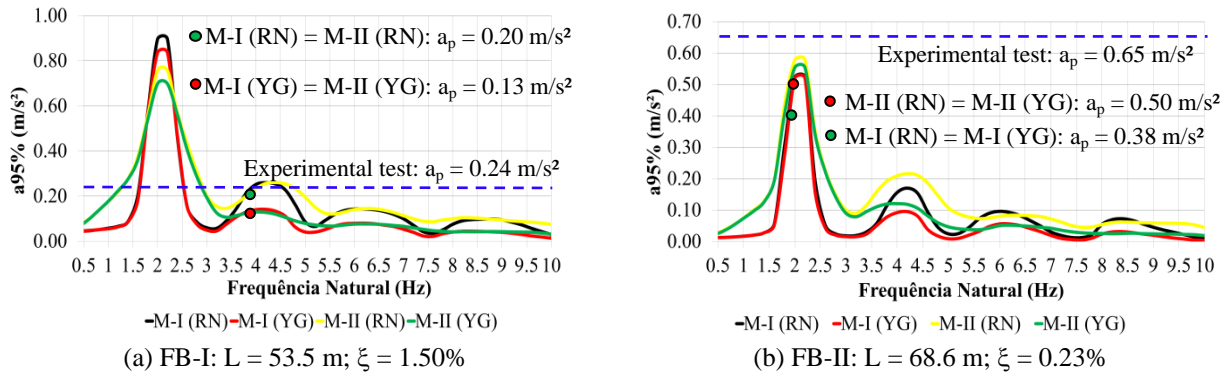 1.00
0.80
0.60
0.40
0.20
0.00
a95% (m/s²)
M-I (RN) = M-II (RN): aₚ = 0.20 m/s²
M-I (YG) = M-II (YG): aₚ = 0.13 m/s²
Experimental test: aₚ = 0.24 m/s²
0.5 1 1.5 2 2.5 3 3.5 4 4.5 5 5.5 6 6.5 7 7.5 8 8.5 9 9.5 10
Frequência Natural (Hz)
M-I (RN) M-I (YG) M-II (RN) M-II (YG)
(a) FB-I: L = 53.5 m; ξ = 1.50%
0.70
0.60
0.50
0.40
0.30
0.20
0.10
0.00
a95% (m/s²)
Experimental test: aₚ = 0.65 m/s²
M-II (RN) = M-II (YG): aₚ = 0.50 m/s²
M-I (RN) = M-I (YG): aₚ = 0.38 m/s²
0.5 1 1.5 2 2.5 3 3.5 4 4.5 5 5.5 6 6.5 7 7.5 8 8.5 9 9.5 10
Frequência Natural (Hz)
M-I (RN) M-I (YG) M-II (RN) M-II (YG)
(b) FB-II: L = 68.6 m; ξ = 0.23%